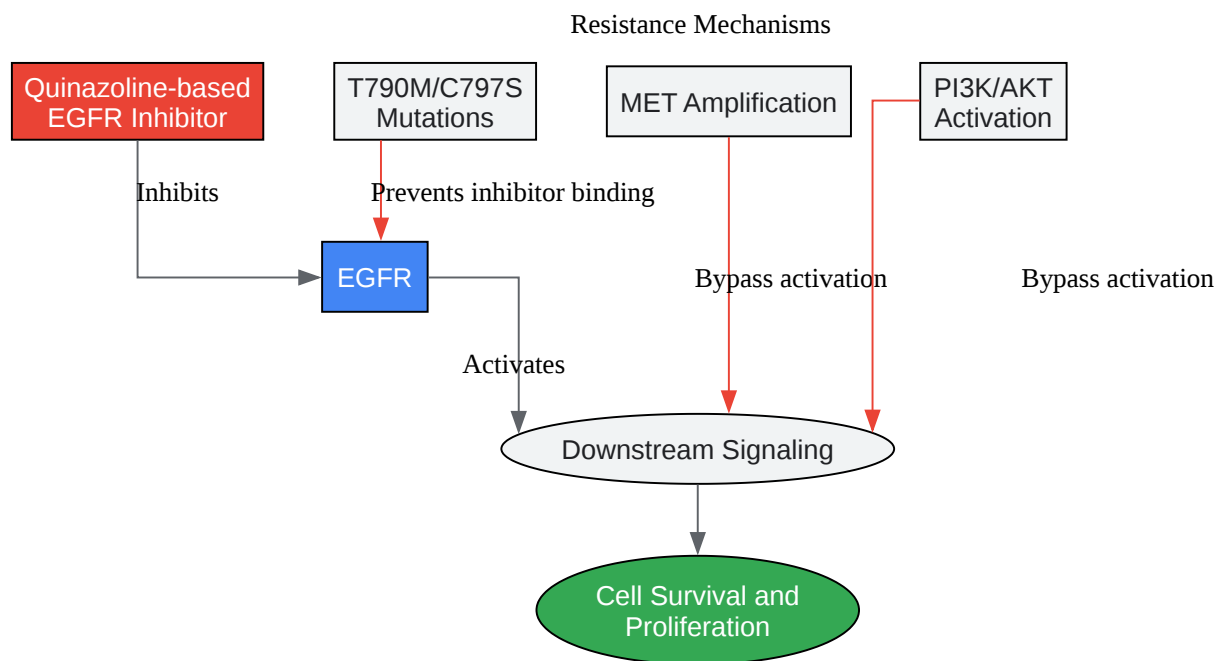 Resistance Mechanisms
Quinazoline-based
EGFR Inhibitor
T790M/C797S
Mutations
MET Amplification
PI3K/AKT
Activation
Inhibits
Prevents inhibitor binding
EGFR
Bypass activation
Bypass activation
Activates
Downstream Signaling
Cell Survival and
Proliferation